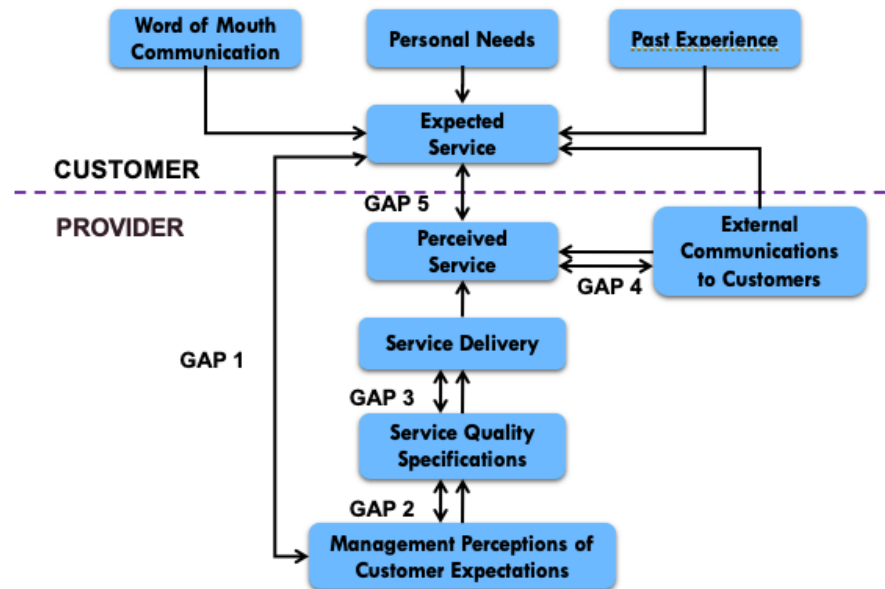 Word of Mouth
Communication
Personal Needs
Past Experience
Expected
Service
CUSTOMER
GAP 5
PROVIDER
Perceived
Service
External
Communications
to Customers
GAP 4
Service Delivery
GAP 1
GAP 3
Service Quality
Specifications
GAP 2
Management Perceptions of
Customer Expectations